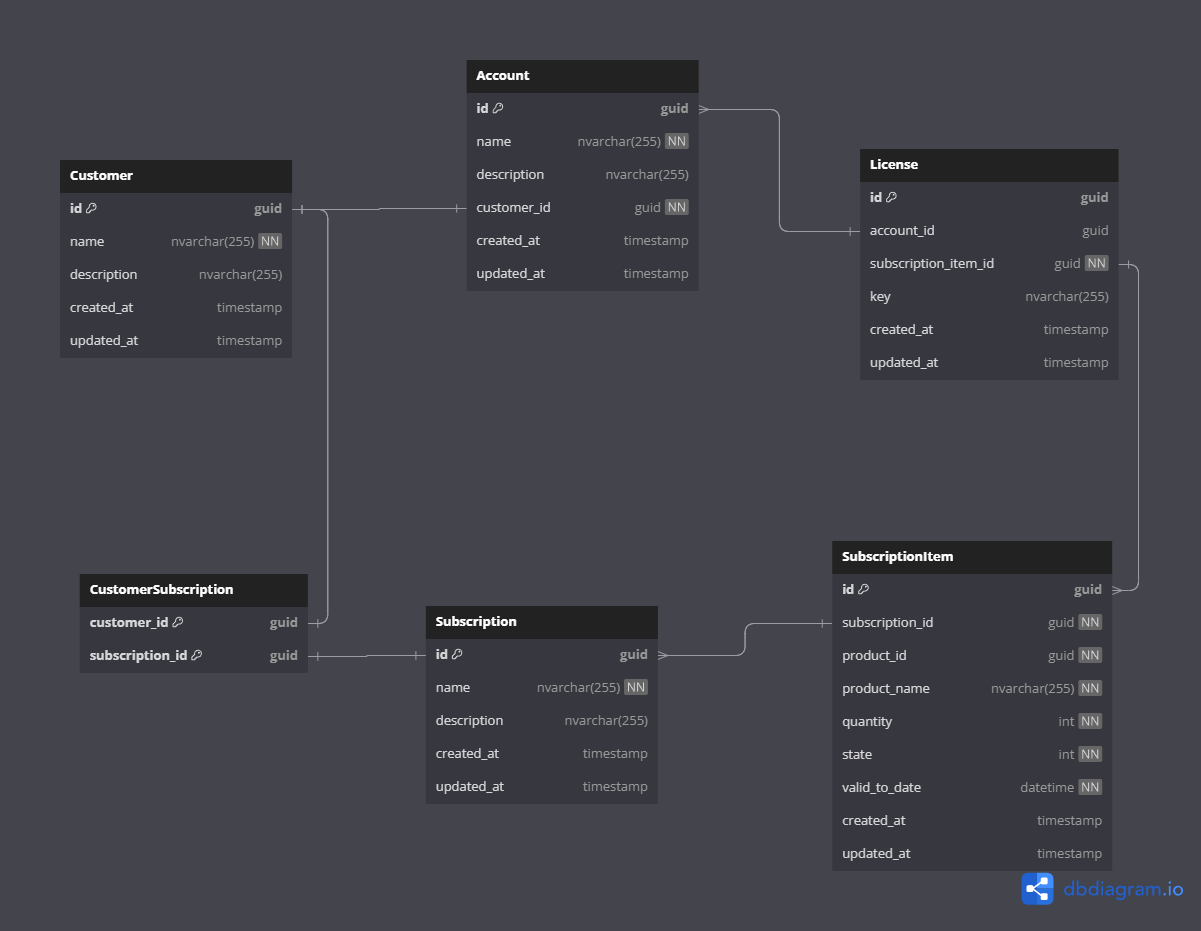 Account
id guid
name nvarchar(255) NN
description nvarchar(255)
customer_id guid NN
created_at timestamp
updated_at timestamp
Customer
id guid
name nvarchar(255) NN
description nvarchar(255)
created_at timestamp
updated_at timestamp
License
id guid
account_id guid
subscription_item_id guid NN
key nvarchar(255)
created_at timestamp
updated_at timestamp
CustomerSubscription
customer_id guid
subscription_id guid
Subscription
id guid
name nvarchar(255) NN
description nvarchar(255)
created_at timestamp
updated_at timestamp
SubscriptionItem
id guid
subscription_id guid NN
product_id guid NN
product_name nvarchar(255) NN
quantity int NN
state int NN
valid_to_date datetime NN
created_at timestamp
updated_at timestamp
dbdiagram.io